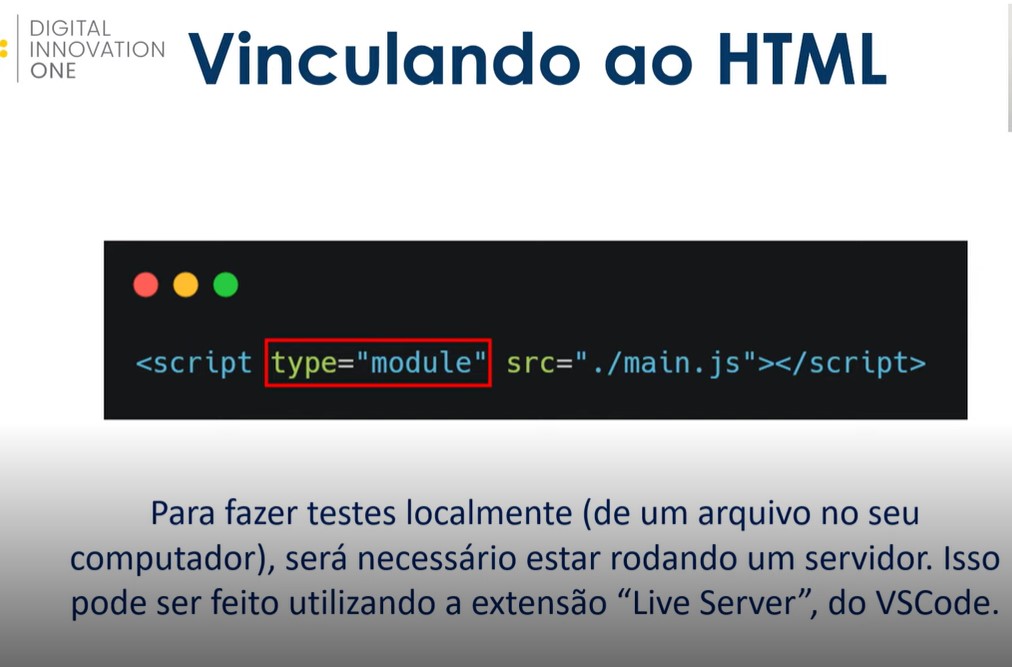 DIGITAL
INNOVATION
ONE
Vinculando ao HTML
<script type="module" src="./main.js"></script>
Para fazer testes localmente (de um arquivo no seu
computador), será necessário estar rodando um servidor. Isso
pode ser feito utilizando a extensão “Live Server”, do VSCode.